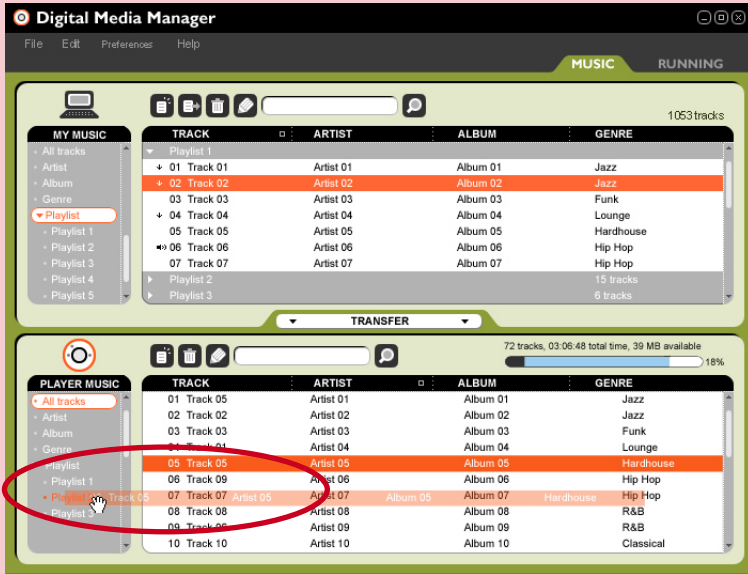 Digital Media Manager
File Edit Preferences Help
MUSIC RUNNING
1053 tracks
MY MUSIC TRACK ARTIST ALBUM GENRE
All tracks Playlist 1
Artist 01 Track 01 Artist 01 Album 01 Jazz
Album 02 Track 02 Artist 02 Album 02 Jazz
Genre 03 Track 03 Artist 03 Album 03 Funk
Playlist 04 Track 04 Artist 04 Album 04 Lounge
Playlist 1 05 Track 05 Artist 05 Album 05 Hardhouse
Playlist 2 06 Track 06 Artist 06 Album 06 Hip Hop
Playlist 3 07 Track 07 Artist 07 Album 07 Hip Hop
Playlist 4 Playlist 2 15 tracks
Playlist 5 Playlist 3 6 tracks
TRANSFER
72 tracks, 03:06:48 total time, 39 MB available
18%
PLAYER MUSIC TRACK ARTIST ALBUM GENRE
All tracks 01 Track 05 Artist 01 Album 01 Jazz
Artist 02 Track 02 Artist 02 Album 02 Jazz
Album 03 Track 03 Artist 03 Album 03 Funk
Genre 04 Track 01 Artist 04 Album 04 Lounge
Playlist 05 Track 05 Artist 05 Album 05 Hardhouse
Playlist 1 06 Track 09 Artist 06 Album 06 Hip Hop
Track 05 07 Track 07 Artist 05 Artist 07 Album 05 Album 07 Hardhouse Hip Hop
Playlist 3 08 Track 08 Artist 08 Album 08 R&B
09 Track Artist 09 Album 09 R&B
10 Track 10 Artist 10 Album 10 Classical